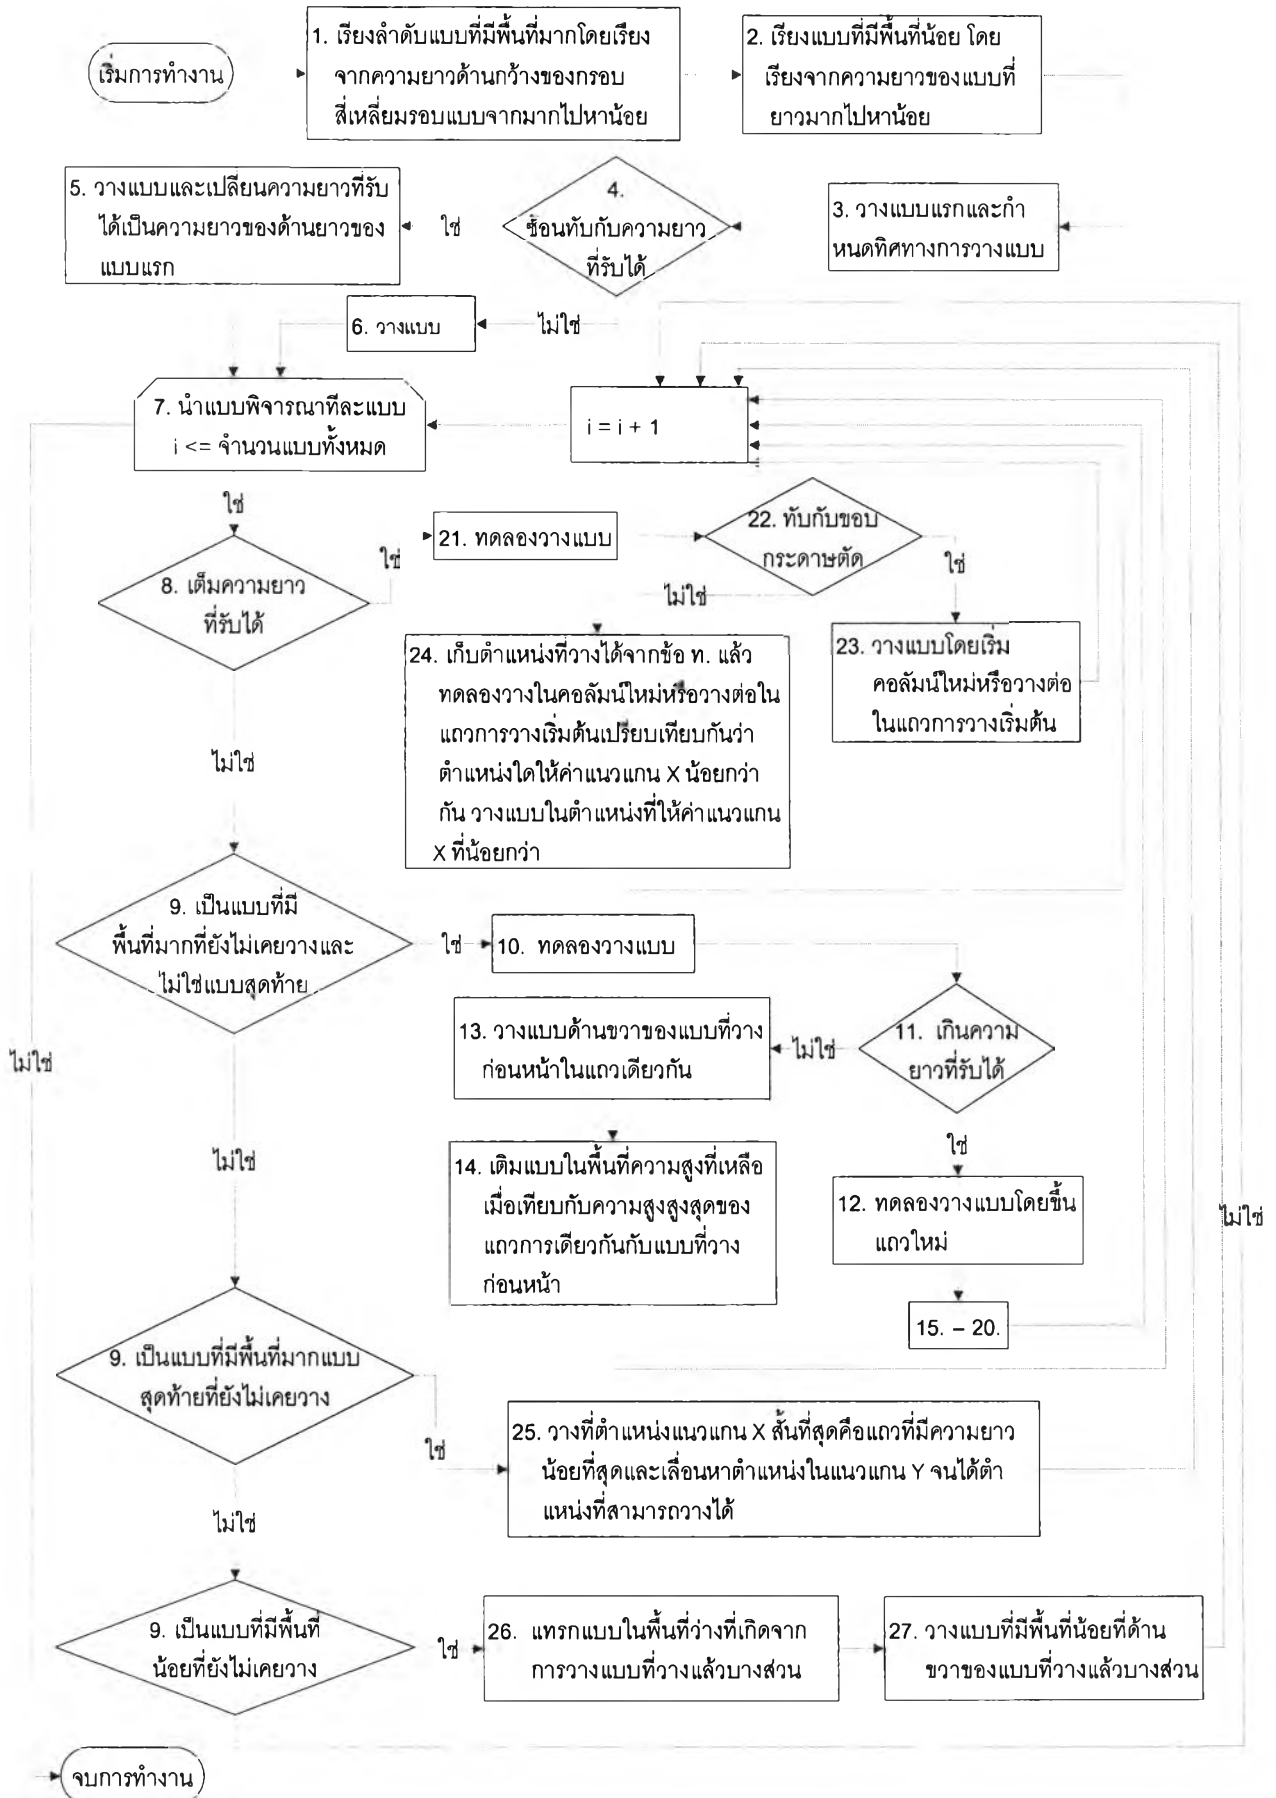 เริ่มการทำงาน
1. เรียงลำดับแบบที่มีพื้นที่มากโดยเรียง
จากความยาวด้านกว้างของกรอบ
สี่เหลี่ยมรอบแบบจากมากไปหาน้อย
2. เรียงแบบที่มีพื้นที่น้อย โดย
เรียงจากความยาวของแบบที่
ยาวมากไปหาน้อย
3. วางแบบแรกและกำ
หนดทิศทางการวางแบบ
4.
ซ้อนทับกับความยาว
ที่รับได้
ใช่
5. วางแบบและเปลี่ยนความยาวที่รับ
ได้เป็นความยาวของด้านยาวของ
แบบแรก
ไม่ใช่
6. วางแบบ
7. นำแบบพิจารณาทีละแบบ
i <= จำนวนแบบทั้งหมด
i = i + 1
ใช่
8. เต็มความยาว
ที่รับได้
ใช่
21. ทดลองวางแบบ
22. ทับกับขอบ
กระดาษตัด
ใช่
ไม่ใช่
23. วางแบบโดยเริ่ม
คอลัมน์ใหม่หรือวางต่อ
ในแถวการวางเริ่มต้น
24. เก็บตำแหน่งที่วางได้จากข้อ ท. แล้ว
ทดลองวางในคอลัมน์ใหม่หรือวางต่อใน
แถวการวางเริ่มต้นเปรียบเทียบกันว่า
ตำแหน่งใดให้ค่าแนวแกน X น้อยกว่า
กัน วางแบบในตำแหน่งที่ให้ค่าแนวแกน
X ที่น้อยกว่า
ไม่ใช่
9. เป็นแบบที่มี
พื้นที่มากที่ยังไม่เคยวางและ
ไม่ใช่แบบสุดท้าย
ใช่
10. ทดลองวางแบบ
11. เกินความ
ยาวที่รับได้
ไม่ใช่
13. วางแบบด้านขวาของแบบที่วาง
ก่อนหน้าในแถวเดียวกัน
ไม่ใช่
14. เติมแบบในพื้นที่ความสูงที่เหลือ
เมื่อเทียบกับความสูงสูงสุดของ
แถวการเดียวกันกับแบบที่วาง
ก่อนหน้า
ใช่
12. ทดลองวางแบบโดยขึ้น
แถวใหม่
15. – 20.
ไม่ใช่
ไม่ใช่
9. เป็นแบบที่มีพื้นที่มากแบบ
สุดท้ายที่ยังไม่เคยวาง
ใช่
25. วางที่ตำแหน่งแนวแกน X สั้นที่สุดคือแถวที่มีความยาว
น้อยที่สุดและเลื่อนหาตำแหน่งในแนวแกน Y จนได้ตำ
แหน่งที่สามารถวางได้
ไม่ใช่
9. เป็นแบบที่มีพื้นที่
น้อยที่ยังไม่เคยวาง
ใช่
26. แทรกแบบในพื้นที่ว่างที่เกิดจาก
การวางแบบที่วางแล้วบางส่วน
27. วางแบบที่มีพื้นที่น้อยที่ด้าน
ขวาของแบบที่วางแล้วบางส่วน
จบการทำงาน